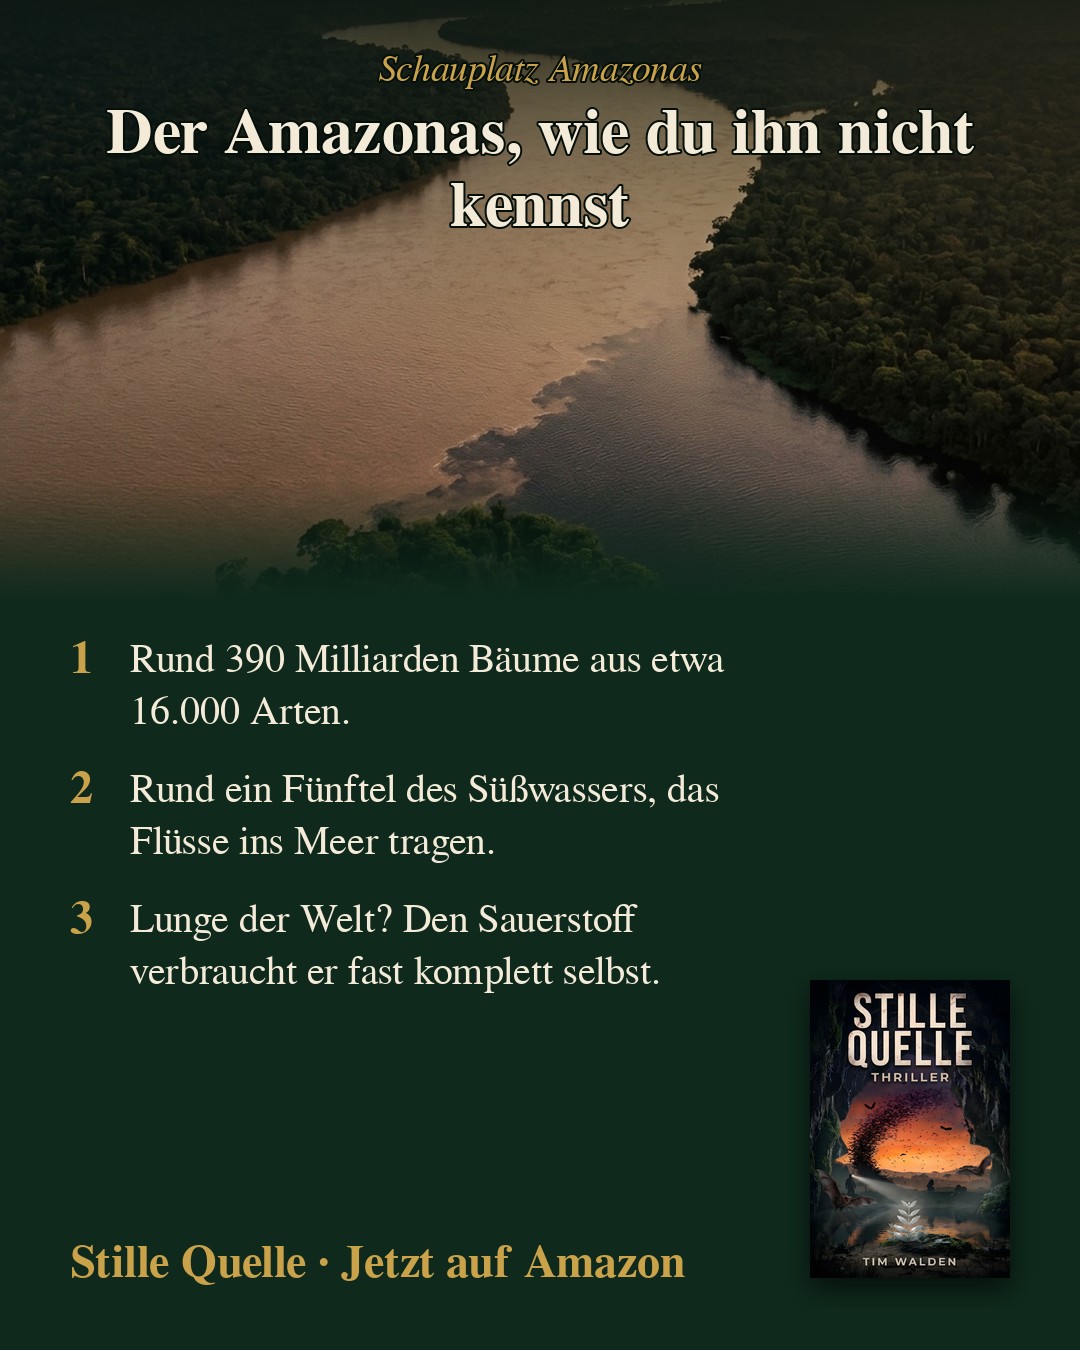 Schauplatz Amazonas
Der Amazonas, wie du ihn nicht
kennst
1 Rund 390 Milliarden Bäume aus etwa
16.000 Arten.
2 Rund ein Fünftel des Süßwassers, das
Flüsse ins Meer tragen.
3 Lunge der Welt? Den Sauerstoff
verbraucht er fast komplett selbst.
STILLE
QUELLE
THRILLER
TIM WALDEN
Stille Quelle · Jetzt auf Amazon